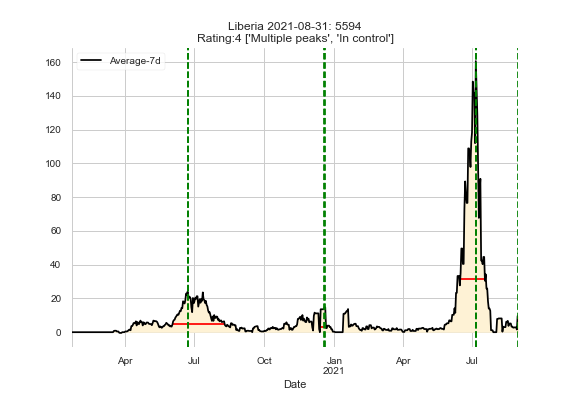 Liberia 2021-08-31: 5594
Rating:4 ['Multiple peaks', 'In control']
Average-7d
160
140
120
100
80
60
40
20
0
Apr
Jul
Oct
Jan
2021
Apr
Jul
Date